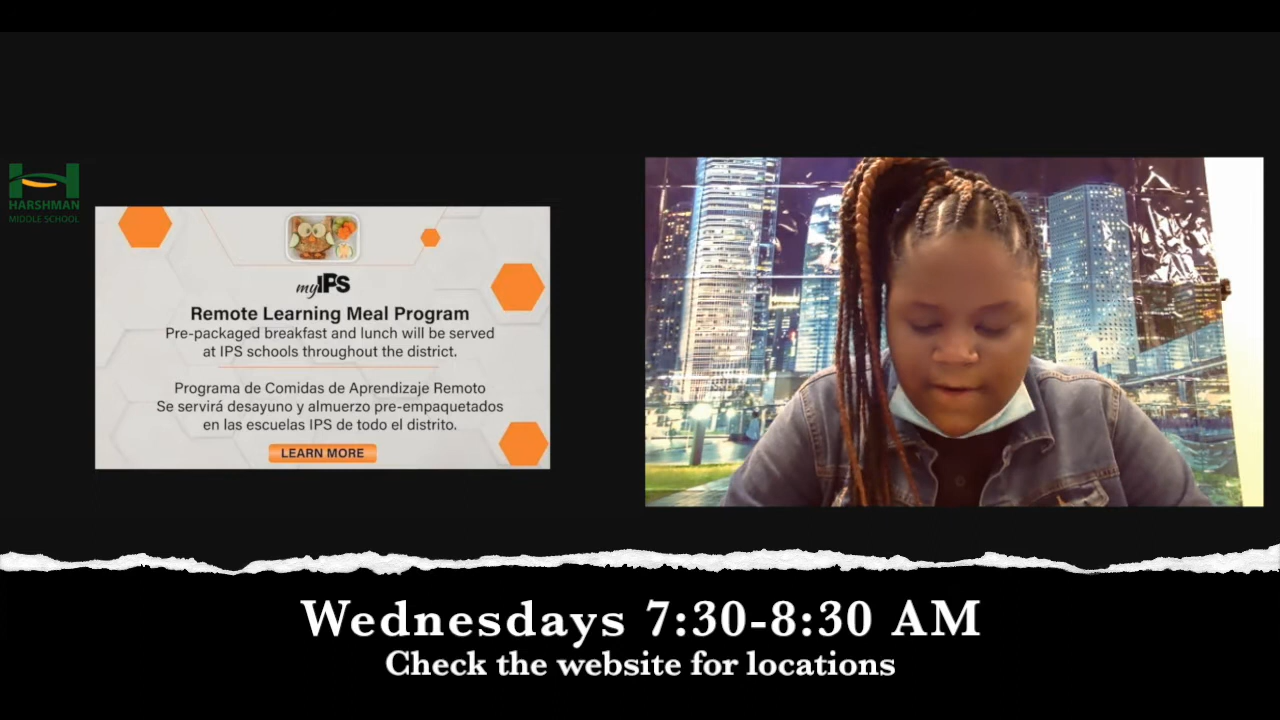 HARSHMAN
MIDDLE SCHOOL
myIPS
Remote Learning Meal Program
Pre-packaged breakfast and lunch will be served
at IPS schools throughout the district.
Programa de Comidas de Aprendizaje Remoto
Se servirá desayuno y almuerzo pre-empaquetados
en las escuelas IPS de todo el distrito.
LEARN MORE
Wednesdays 7:30-8:30 AM
Check the website for locations